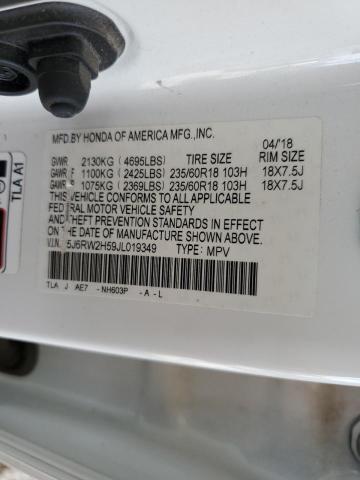 TLA A1
MFD.BY HONDA OF AMERICA MFG.,INC. 04/18
GVWR 2130KG (4695LBS) TIRE SIZE RIM SIZE
GAWR F 1100KG (2425LBS) 235/60R18 103H 18X7.5J
GAWR R 1075KG (2369LBS) 235/60R18 103H 18X7.5J
THIS VEHICLE CONFORMS TO ALL APPLICABLE
FEDERAL MOTOR VEHICLE SAFETY
AND THEFT PREVENTION STANDARDS IN EFFECT
ON THE DATE OF MANUFACTURE SHOWN ABOVE.
V.I.N. 5J6RW2H59JL019349 TYPE: MPV
TLA J AE7 - NH603P - A - L